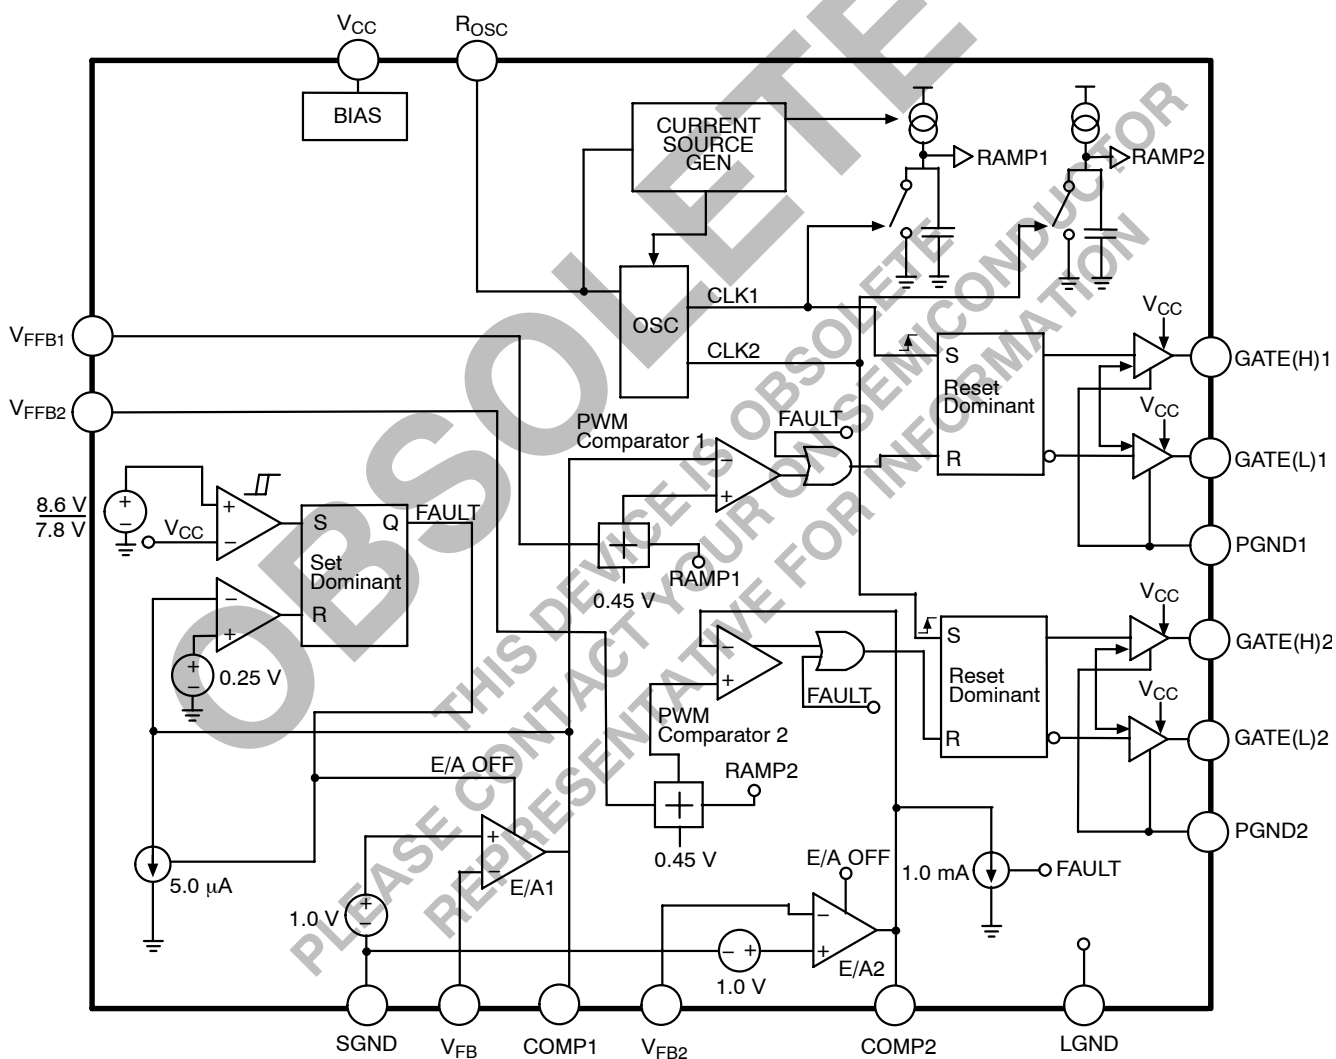 VCC
ROSC
BIAS
CURRENT
SOURCE
GEN
RAMP1
RAMP2
OSC
CLK1
CLK2
VFFB1
VFFB2
VCC
S
Reset
Dominant
R
GATE(H)1
VCC
GATE(L)1
PGND1
PWM
Comparator 1
FAULT
−
+
+
RAMP1
0.45 V
8.6 V
7.8 V
+
−
VCC
+
−
S
Q
FAULT
Set
Dominant
R
−
+
+
−
0.25 V
−
+
FAULT
PWM
Comparator 2
S
Reset
Dominant
R
VCC
GATE(H)2
VCC
GATE(L)2
PGND2
E/A OFF
+
RAMP2
0.45 V
5.0 μA
+
−
E/A1
1.0 V
+
−
E/A OFF
1.0 mA
FAULT
−
+
− +
1.0 V
E/A2
SGND
VFB
COMP1
VFB2
COMP2
LGND
OBSOLETE
THIS DEVICE IS OBSOLETE
PLEASE CONTACT YOUR ON SEMICONDUCTOR
REPRESENTATIVE FOR INFORMATION